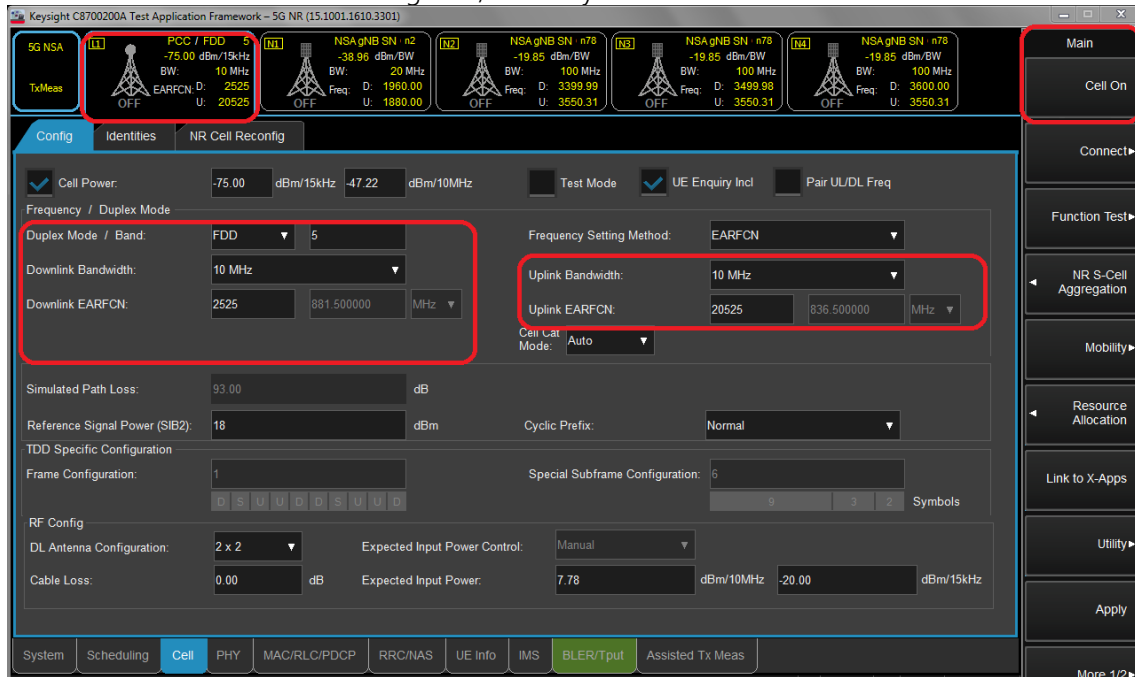 Keysight C8700200A Test Application Framework – 5G NR (15.1001.1610.3301)
5G NSA
TxMeas
L1
PCC / FDD 5
-75.00 dBm/15kHz
BW: 10 MHz
EARFCN: D: 2525
U: 20525
OFF
N1
NSA gNB SN : n2
-38.96 dBm/BW
BW: 20 MHz
Freq: D: 1960.00
U: 1880.00
OFF
N2
NSA gNB SN : n78
-19.85 dBm/BW
BW: 100 MHz
Freq: D: 3399.99
U: 3550.31
OFF
N3
NSA gNB SN : n78
-19.85 dBm/BW
BW: 100 MHz
Freq: D: 3499.98
U: 3550.31
OFF
N4
NSA gNB SN : n78
-19.85 dBm/BW
BW: 100 MHz
Freq: D: 3600.00
U: 3550.31
OFF
Config Identities NR Cell Reconfig
Cell Power: -75.00 dBm/15kHz -47.22 dBm/10MHz Test Mode UE Enquiry Incl Pair UL/DL Freq
Frequency / Duplex Mode
Duplex Mode / Band: FDD 5 Frequency Setting Method: EARFCN
Downlink Bandwidth: 10 MHz Uplink Bandwidth: 10 MHz
Downlink EARFCN: 2525 881.500000 MHz Uplink EARFCN: 20525 836.500000 MHz
Cell Cat
Mode: Auto
Simulated Path Loss: 93.00 dB
Reference Signal Power (SIB2): 18 dBm Cyclic Prefix: Normal
TDD Specific Configuration
Frame Configuration: 1 Special Subframe Configuration: 6
D S U U D D S U U D 9 3 2 Symbols
RF Config
DL Antenna Configuration: 2 x 2 Expected Input Power Control: Manual
Cable Loss: 0.00 dB Expected Input Power: 7.78 dBm/10MHz -20.00 dBm/15kHz
System Scheduling Cell PHY MAC/RLC/PDCP RRC/NAS UE Info IMS BLER/Tput Assisted Tx Meas
Main
Cell On
Connect
Function Test
NR S-Cell
Aggregation
Mobility
Resource
Allocation
Link to X-Apps
Utility
Apply
More 1/2